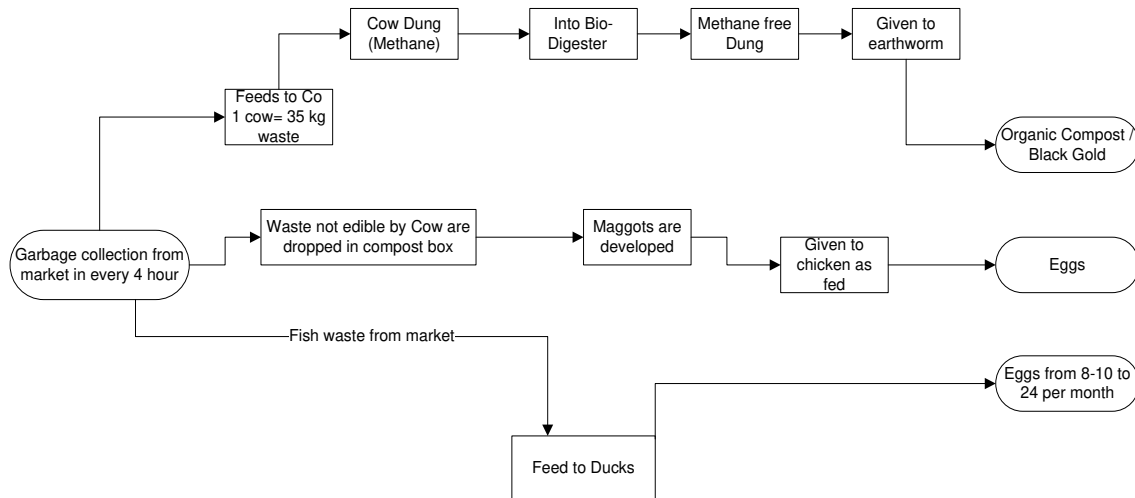 Cow Dung
(Methane)
Into Bio-
Digester
Methane free
Dung
Given to
earthworm
Feeds to Co
1 cow= 35 kg
waste
Organic Compost /
Black Gold
Garbage collection from
market in every 4 hour
Waste not edible by Cow are
dropped in compost box
Maggots are
developed
Given to
chicken as
fed
Eggs
Fish waste from market
Eggs from 8-10 to
24 per month
Feed to Ducks